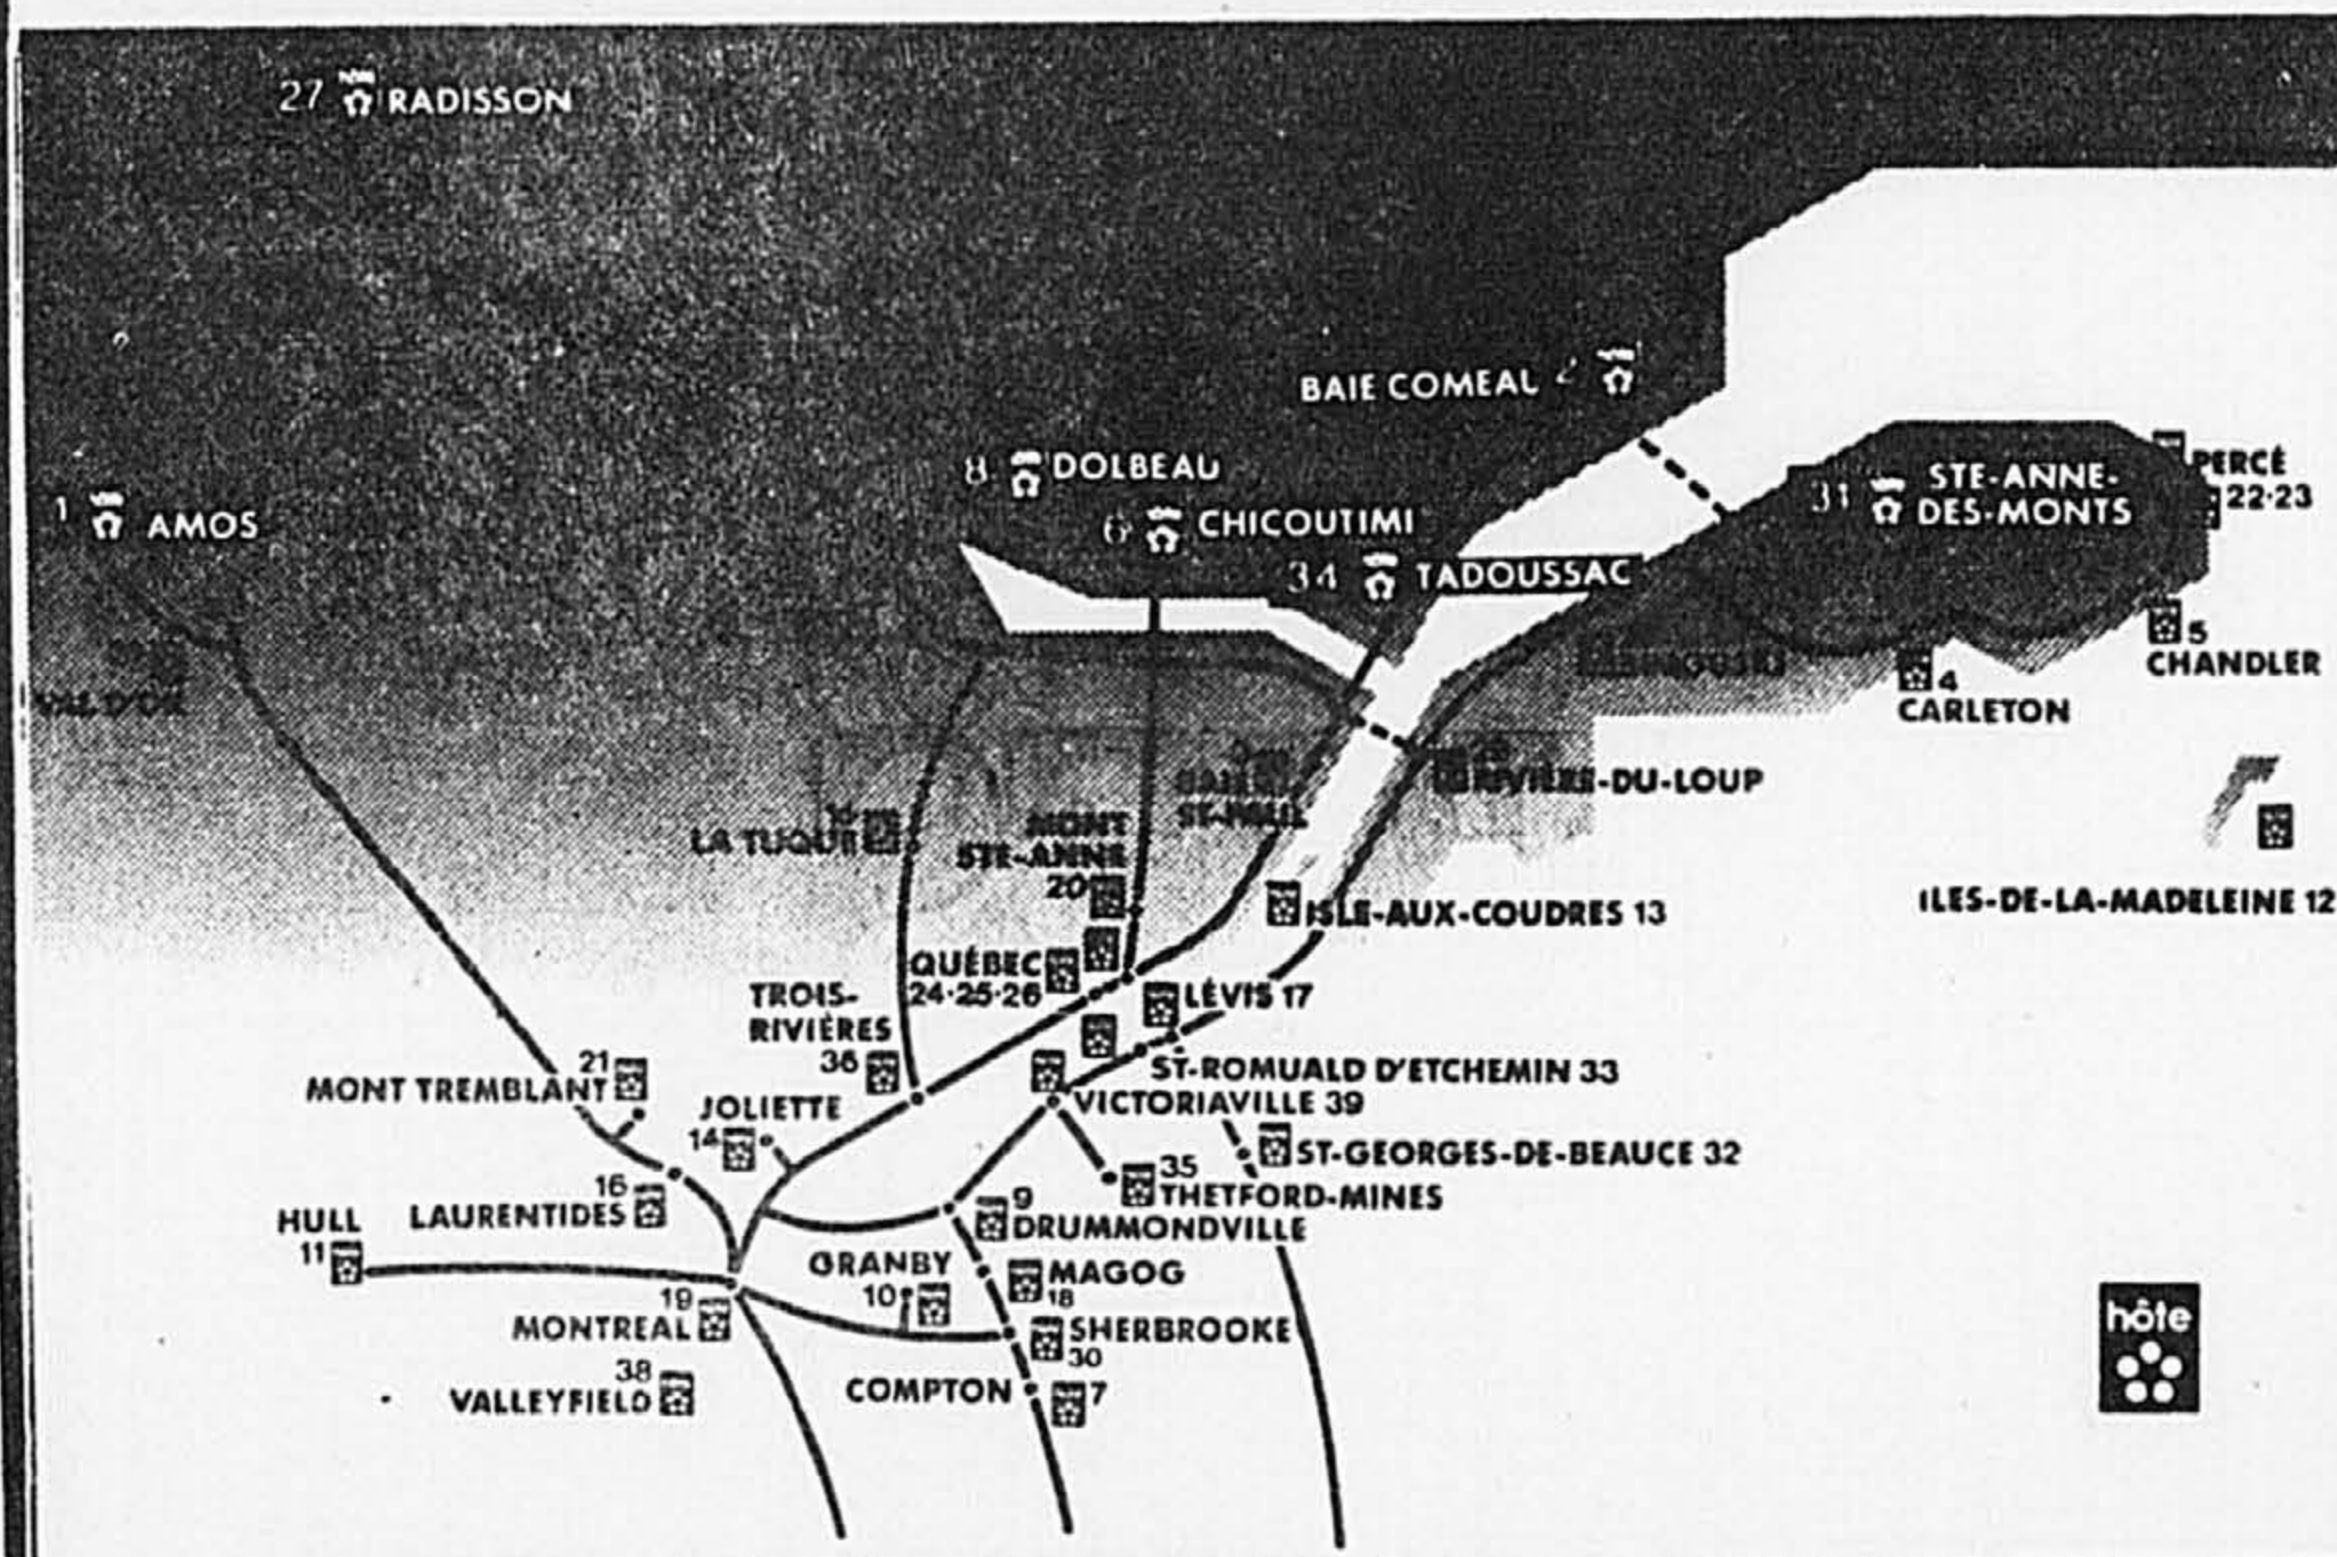 27 RADISSON
BAIE COMEAU
8 DOLBEAU
6 CHICOUTIMI
34 TADOUSSAC
1 AMOS
31 STE-ANNE-
DES-MONTS
PERCÉ
22·23
5
CHANDLER
4
CARLETON
VAL D'OR
RIVIÈRE-DU-LOUP
LA TUQUE
MONT
STE-ANNE
20
ISLE-AUX-COUDRES 13
ILES-DE-LA-MADELEINE 12
QUÉBEC
24·25·26
LÉVIS 17
TROIS-
RIVIÈRES
36
ST-ROMUALD D'ETCHEMIN 33
VICTORIAVILLE 39
21
MONT TREMBLANT
JOLIETTE
14
ST-GEORGES-DE-BEAUCE 32
35
THETFORD-MINES
16
LAURENTIDES
9
DRUMMONDVILLE
HULL
11
GRANBY
10
MAGOG
18
19
MONTREAL
SHERBROOKE
30
38
VALLEYFIELD
COMPTON 7
hôte